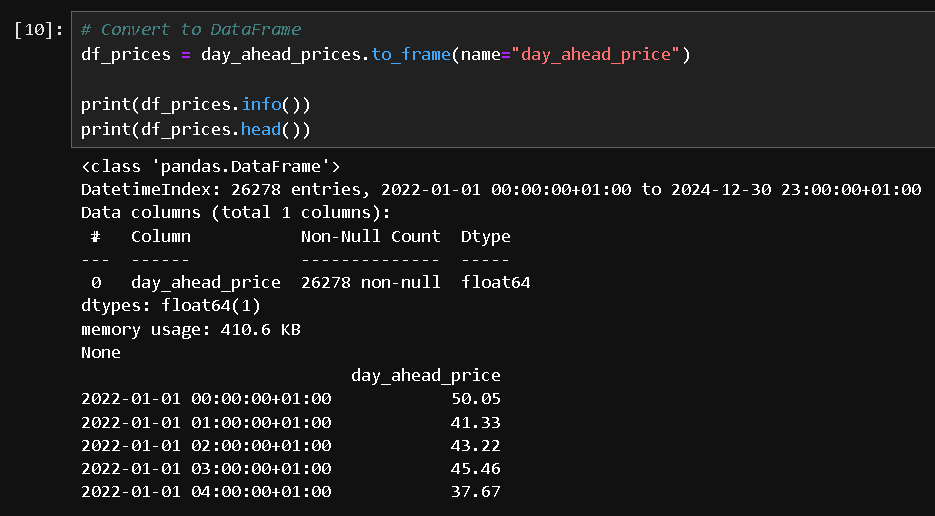 [10]: # Convert to DataFrame
df_prices = day_ahead_prices.to_frame(name="day_ahead_price")
print(df_prices.info())
print(df_prices.head())
<class 'pandas.DataFrame'>
DatetimeIndex: 26278 entries, 2022-01-01 00:00:00+01:00 to 2024-12-30 23:00:00+01:00
Data columns (total 1 columns):
 #   Column           Non-Null Count  Dtype
---  ------           --------------  -----
 0   day_ahead_price  26278 non-null  float64
dtypes: float64(1)
memory usage: 410.6 KB
None
                           day_ahead_price
2022-01-01 00:00:00+01:00            50.05
2022-01-01 01:00:00+01:00            41.33
2022-01-01 02:00:00+01:00            43.22
2022-01-01 03:00:00+01:00            45.46
2022-01-01 04:00:00+01:00            37.67